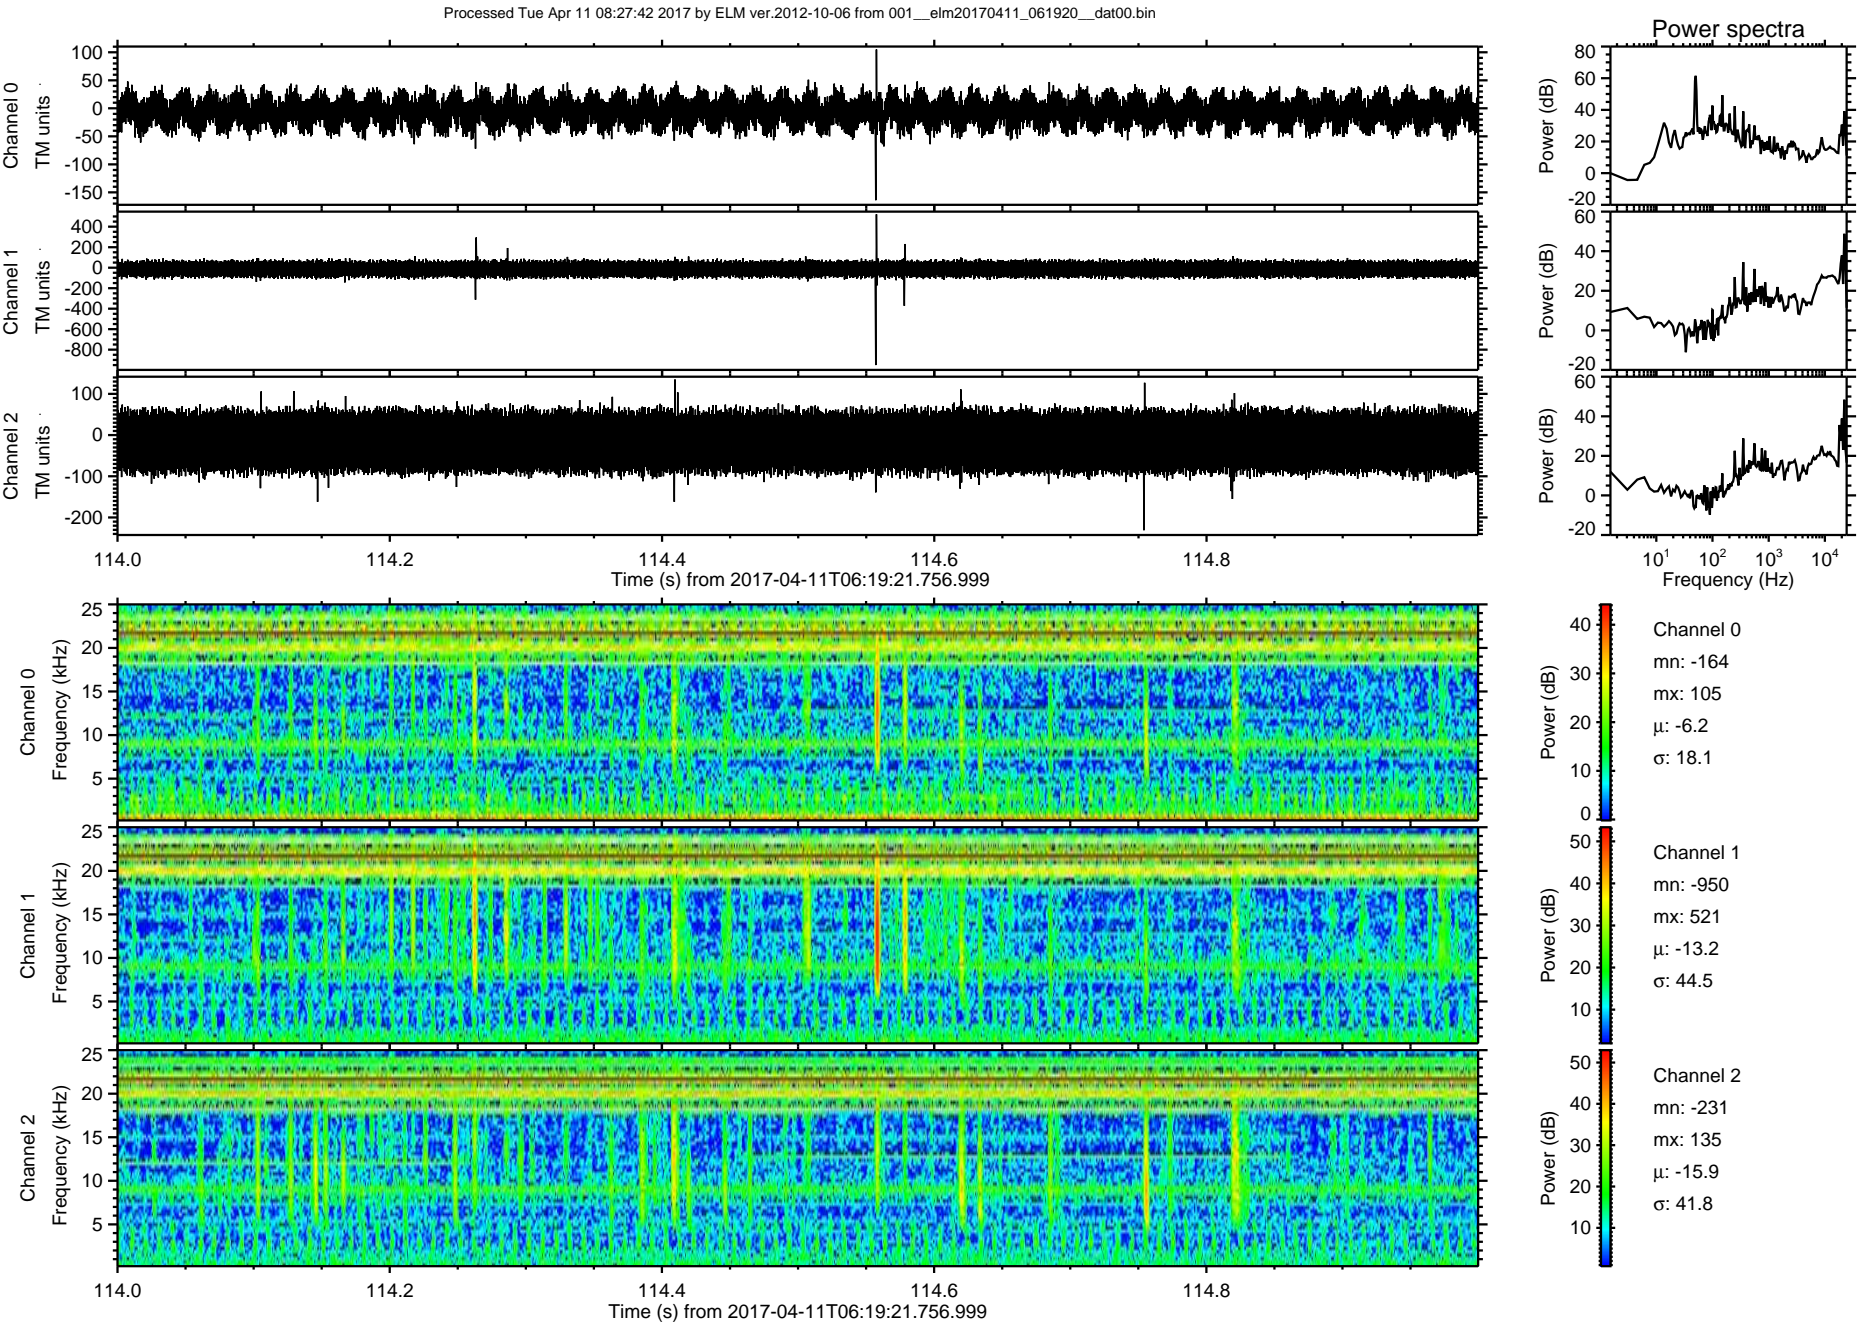 Processed Tue Apr 11 08:27:42 2017 by ELM ver.2012-10-06 from 001__elm20170411_061920__dat00.bin
Power spectra
Channel 0
TM units
100
50
0
-50
-100
-150
Power (dB)
80
60
40
20
0
-20
Channel 1
TM units
400
200
0
-200
-400
-600
-800
Power (dB)
60
40
20
0
-20
Channel 2
TM units
100
0
-100
-200
Power (dB)
60
40
20
0
-20
114.0 114.2 114.4 114.6 114.8
Time (s) from 2017-04-11T06:19:21.756.999
10¹ 10² 10³ 10⁴
Frequency (Hz)
Channel 0
Frequency (kHz)
25
20
15
10
5
Power (dB)
40
30
20
10
0
Channel 0
mn: -164
mx: 105
μ: -6.2
σ: 18.1
Channel 1
Frequency (kHz)
25
20
15
10
5
Power (dB)
50
40
30
20
10
Channel 1
mn: -950
mx: 521
μ: -13.2
σ: 44.5
Channel 2
Frequency (kHz)
25
20
15
10
5
Power (dB)
50
40
30
20
10
Channel 2
mn: -231
mx: 135
μ: -15.9
σ: 41.8
114.0 114.2 114.4 114.6 114.8
Time (s) from 2017-04-11T06:19:21.756.999